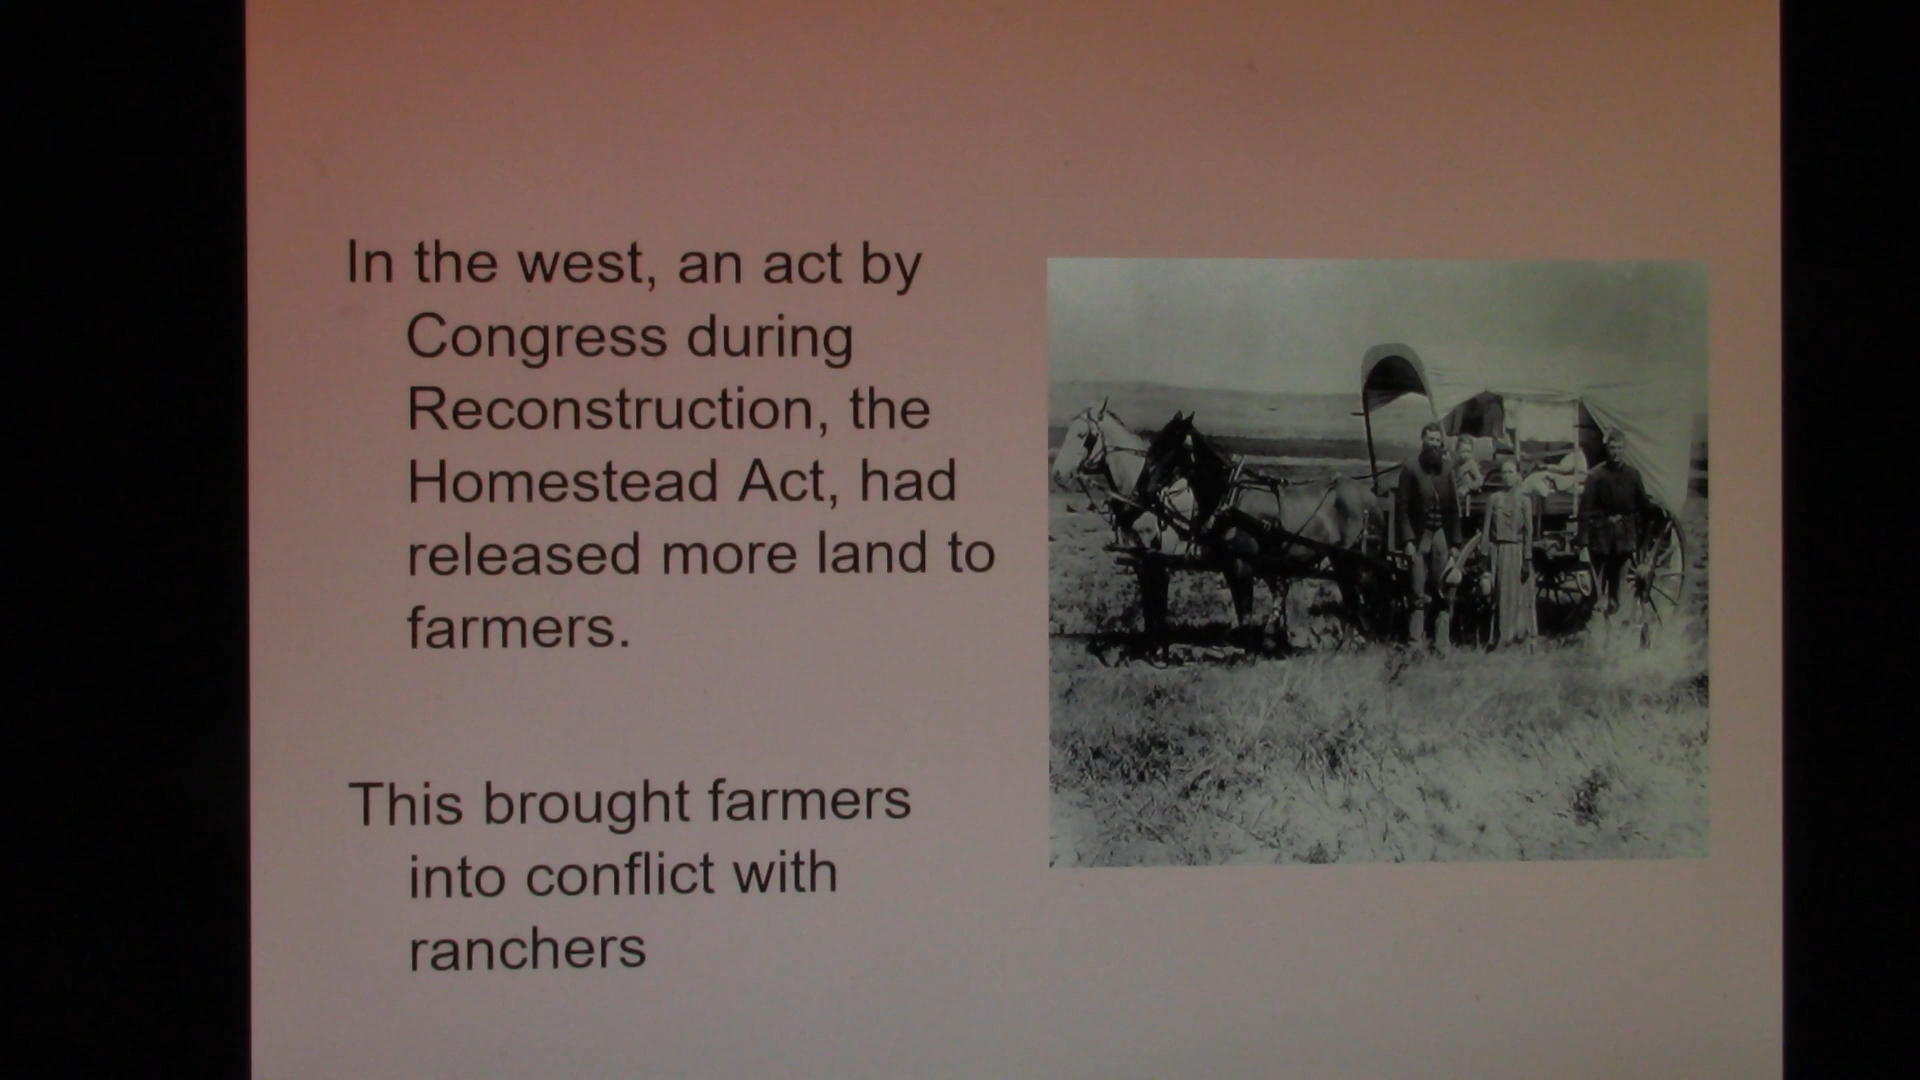 In the west, an act by
Congress during
Reconstruction, the
Homestead Act, had
released more land to
farmers.
This brought farmers
into conflict with
ranchers